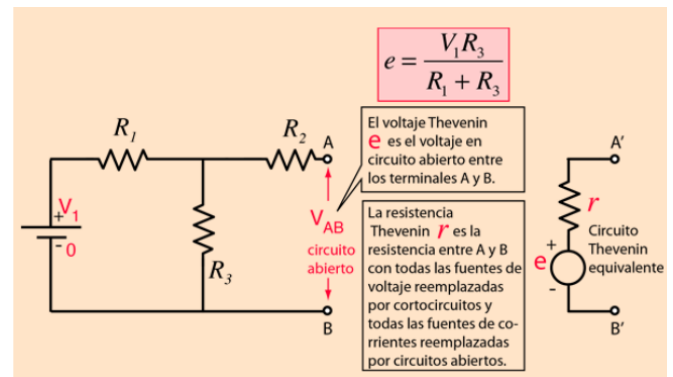 e = V₁R₃ / R₁ + R₃
R₁
R₂
A
V₁
+
-
0
R₃
V_AB
circuito
abierto
B
El voltaje Thevenin
e es el voltaje en
circuito abierto entre
los terminales A y B.
La resistencia
Thevenin r es la
resistencia entre A y B
con todas las fuentes de
voltaje reemplazadas
por cortocircuitos y
todas las fuentes de co-
rrientes reemplazadas
por circuitos abiertos.
A'
r
Circuito
Thevenin
equivalente
+
e
-
B'